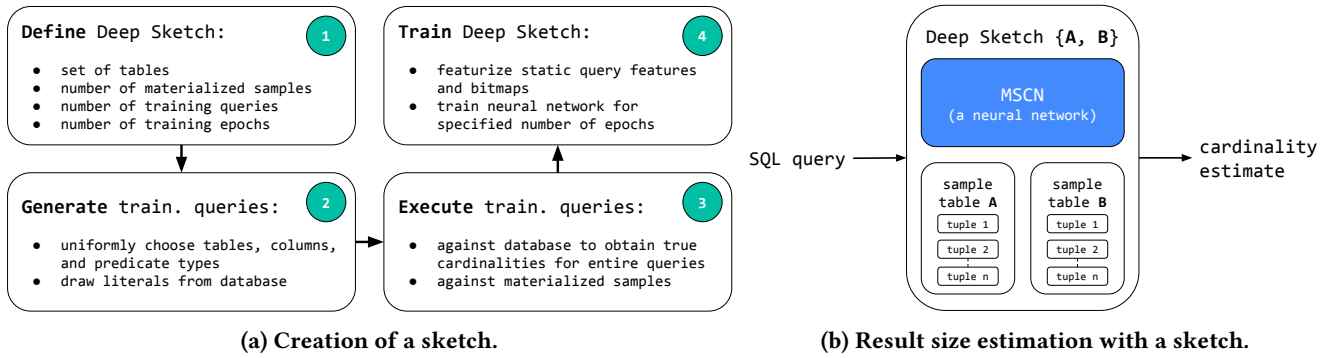 Define Deep Sketch:
1
● set of tables
● number of materialized samples
● number of training queries
● number of training epochs
Generate train. queries:
2
● uniformly choose tables, columns,
and predicate types
● draw literals from database
Execute train. queries:
3
● against database to obtain true
cardinalities for entire queries
● against materialized samples
Train Deep Sketch:
4
● featurize static query features
and bitmaps
● train neural network for
specified number of epochs
(a) Creation of a sketch.
SQL query
Deep Sketch {A, B}
MSCN
(a neural network)
sample
table A
tuple 1
tuple 2
tuple n
sample
table B
tuple 1
tuple 2
tuple n
cardinality
estimate
(b) Result size estimation with a sketch.